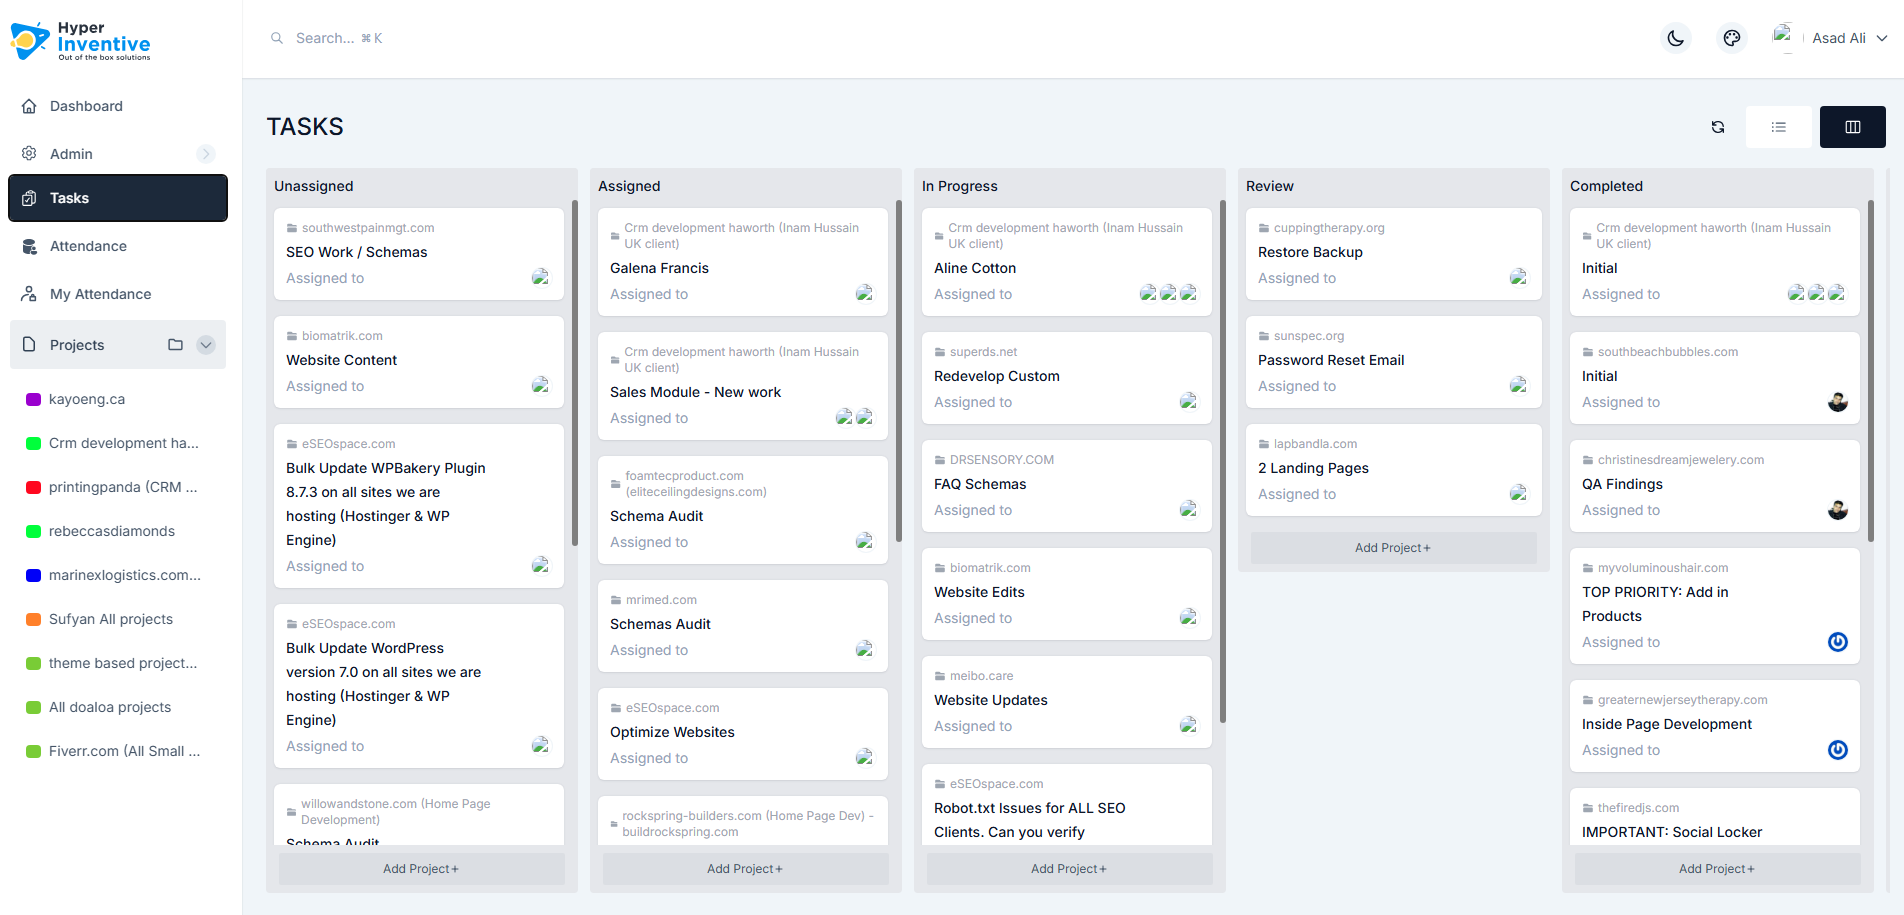 Hyper
Inventive
Out of the box solutions
Search... ⌘ K
Asad Ali
Dashboard
Admin
Tasks
Attendance
My Attendance
Projects
kayoeng.ca
Crm development ha...
printingpanda (CRM ...
rebeccasdiamonds
marinexlogistics.com...
Sufyan All projects
theme based project...
All doaloa projects
Fiverr.com (All Small ...
TASKS
Unassigned
southwestpainmgt.com
SEO Work / Schemas
Assigned to
biomatrik.com
Website Content
Assigned to
eSEOspace.com
Bulk Update WPBakery Plugin
8.7.3 on all sites we are
hosting (Hostinger & WP
Engine)
Assigned to
eSEOspace.com
Bulk Update WordPress
version 7.0 on all sites we are
hosting (Hostinger & WP
Engine)
Assigned to
willowandstone.com (Home Page
Development)
Schema Audit
Add Project+
Assigned
Crm development haworth (Inam Hussain
UK client)
Galena Francis
Assigned to
Crm development haworth (Inam Hussain
UK client)
Sales Module - New work
Assigned to
foamtecproduct.com
(eliteceilingdesigns.com)
Schema Audit
Assigned to
mrimed.com
Schemas Audit
Assigned to
eSEOspace.com
Optimize Websites
Assigned to
rockspring-builders.com (Home Page Dev) -
buildrockspring.com
Add Project+
In Progress
Crm development haworth (Inam Hussain
UK client)
Aline Cotton
Assigned to
superds.net
Redevelop Custom
Assigned to
DRSENSORY.COM
FAQ Schemas
Assigned to
biomatrik.com
Website Edits
Assigned to
meibo.care
Website Updates
Assigned to
eSEOspace.com
Robot.txt Issues for ALL SEO
Clients. Can you verify
Add Project+
Review
cuppingtherapy.org
Restore Backup
Assigned to
sunspec.org
Password Reset Email
Assigned to
lapbandla.com
2 Landing Pages
Assigned to
Add Project+
Completed
Crm development haworth (Inam Hussain
UK client)
Initial
Assigned to
southbeachbubbles.com
Initial
Assigned to
christinesdreamjewelery.com
QA Findings
Assigned to
myvoluminoushair.com
TOP PRIORITY: Add in
Products
Assigned to
greaternewjerseytherapy.com
Inside Page Development
Assigned to
thefiredjs.com
IMPORTANT: Social Locker
Add Project+